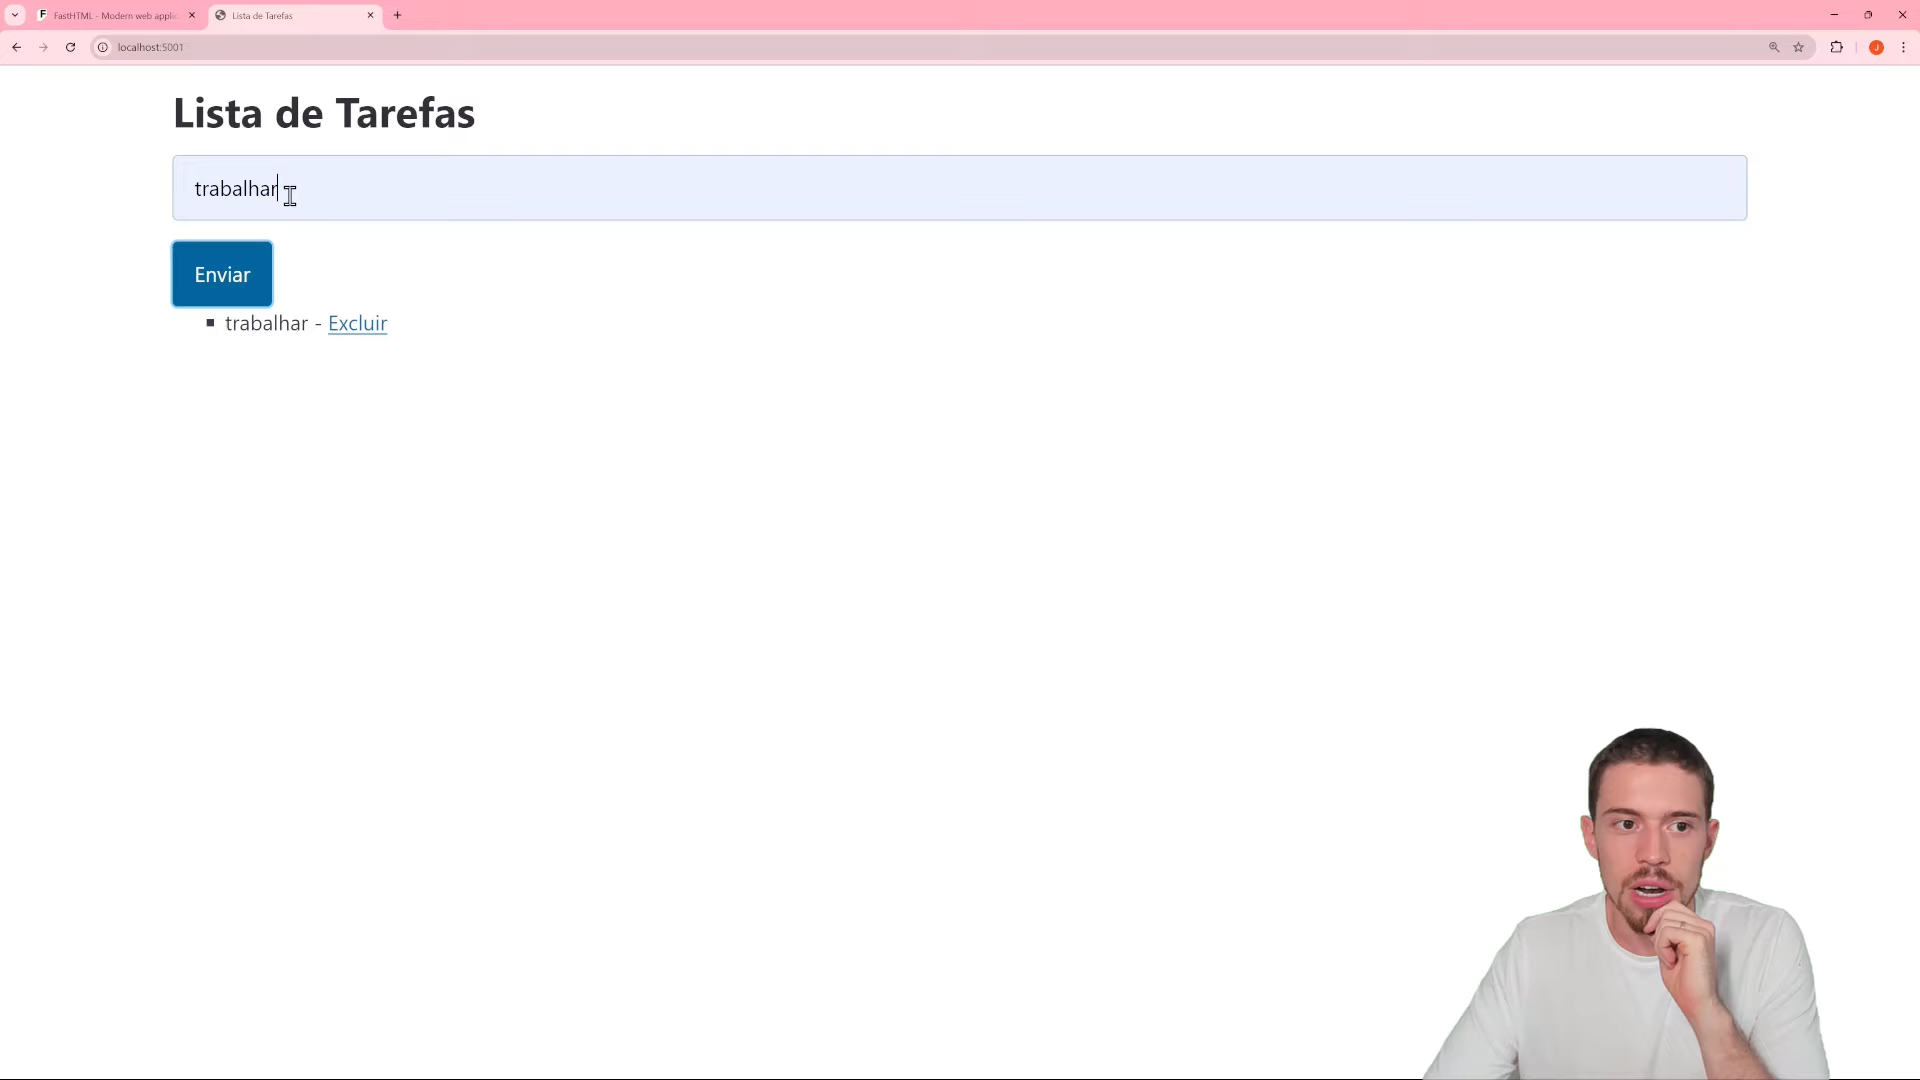 FastHTML - Modern web applic
Lista de Tarefas
localhost:5001
J
Lista de Tarefas
trabalhar
Enviar
trabalhar - Excluir